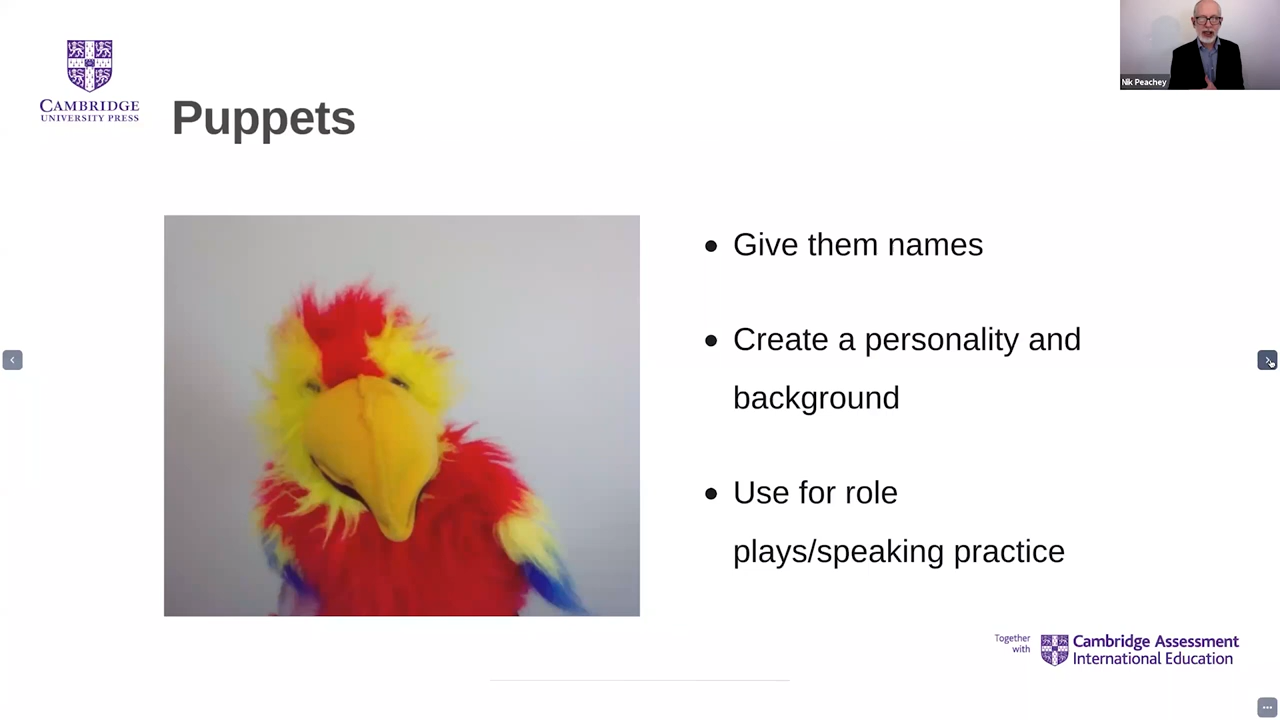 Nik Peachey
CAMBRIDGE
UNIVERSITY PRESS
Puppets
• Give them names
• Create a personality and
background
• Use for role
plays/speaking practice
Together
with
Cambridge Assessment
International Education